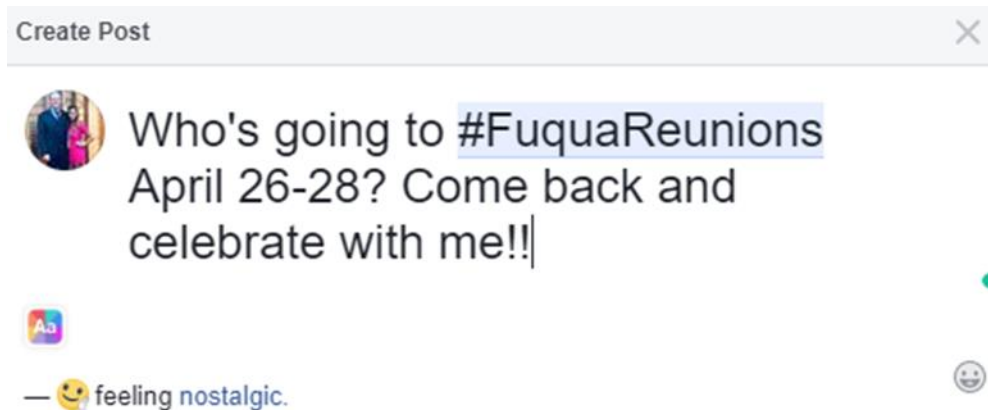 Create Post
Who's going to #FuquaReunions
April 26-28? Come back and
celebrate with me!!
Aa
— feeling nostalgic.